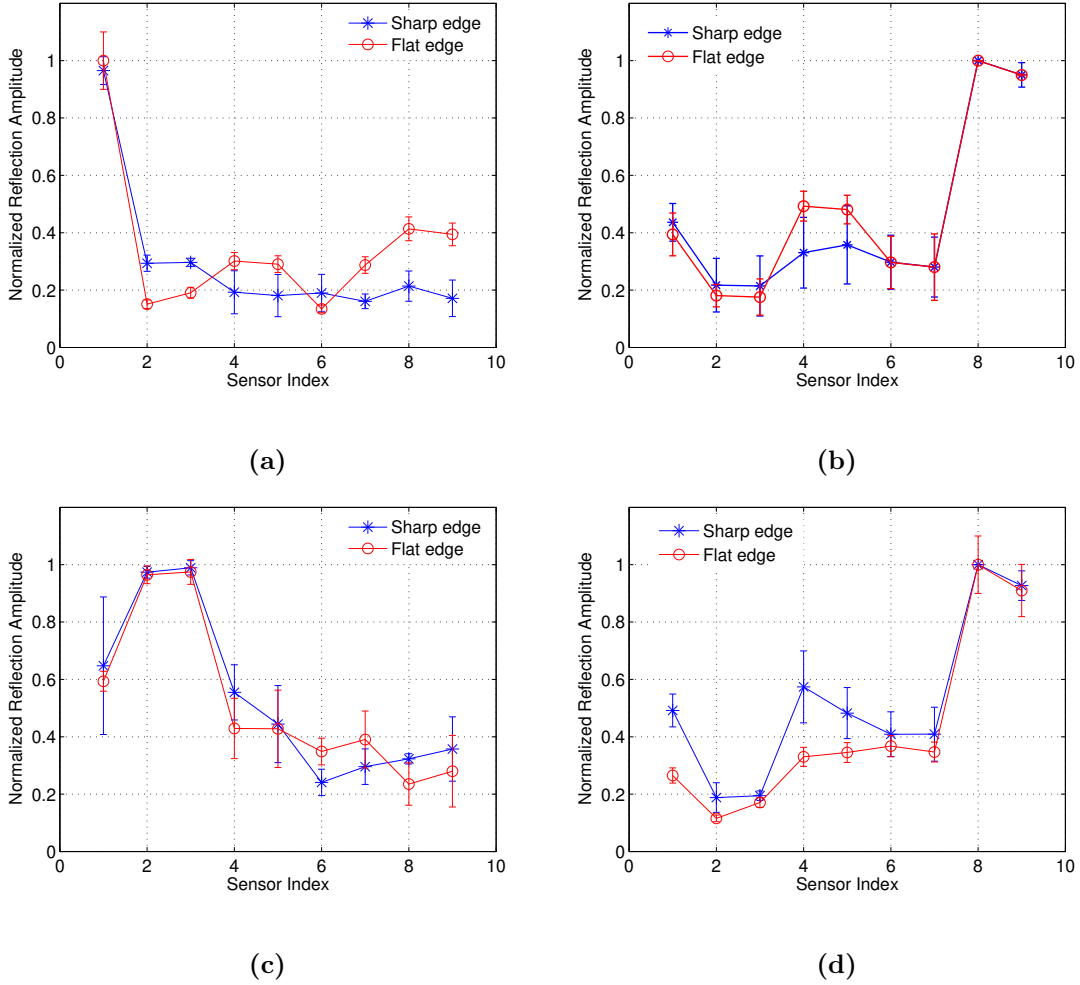 Sharp edge
Flat edge
Normalized Reflection Amplitude
1
0.8
0.6
0.4
0.2
0
0 2 4 6 8 10
Sensor Index
(a)
Sharp edge
Flat edge
Normalized Reflection Amplitude
1
0.8
0.6
0.4
0.2
0
0 2 4 6 8 10
Sensor Index
(b)
Sharp edge
Flat edge
Normalized Reflection Amplitude
1
0.8
0.6
0.4
0.2
0
0 2 4 6 8 10
Sensor Index
(c)
Sharp edge
Flat edge
Normalized Reflection Amplitude
1
0.8
0.6
0.4
0.2
0
0 2 4 6 8 10
Sensor Index
(d)